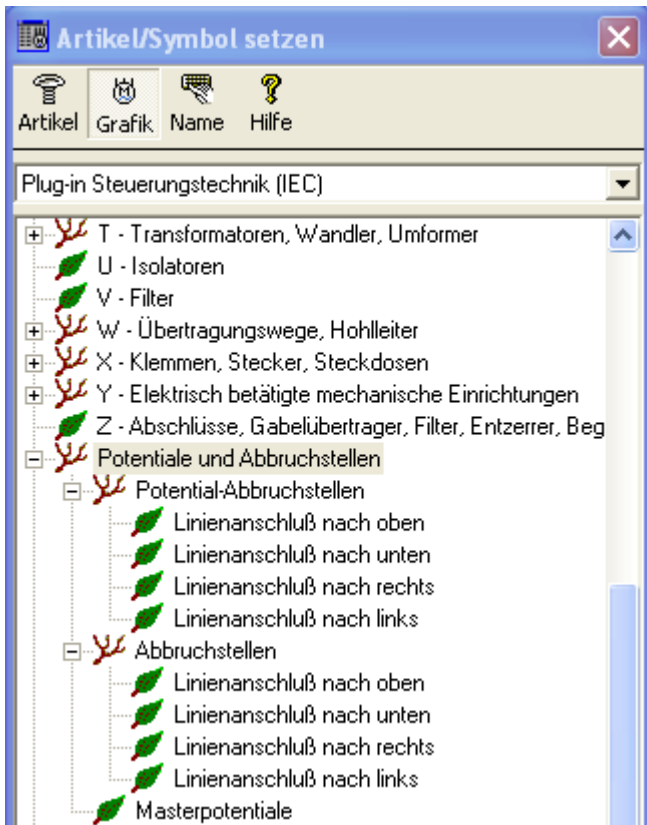 Artikel/Symbol setzen
Artikel Grafik Name Hilfe
Plug-in Steuerungstechnik (IEC)
T - Transformatoren, Wandler, Umformer
U - Isolatoren
V - Filter
W - Übertragungswege, Hohlleiter
X - Klemmen, Stecker, Steckdosen
Y - Elektrisch betätigte mechanische Einrichtungen
Z - Abschlüsse, Gabelübertrager, Filter, Entzerrer, Beg
Potentiale und Abbruchstellen
Potential-Abbruchstellen
Linienanschluß nach oben
Linienanschluß nach unten
Linienanschluß nach rechts
Linienanschluß nach links
Abbruchstellen
Linienanschluß nach oben
Linienanschluß nach unten
Linienanschluß nach rechts
Linienanschluß nach links
Masterpotentiale